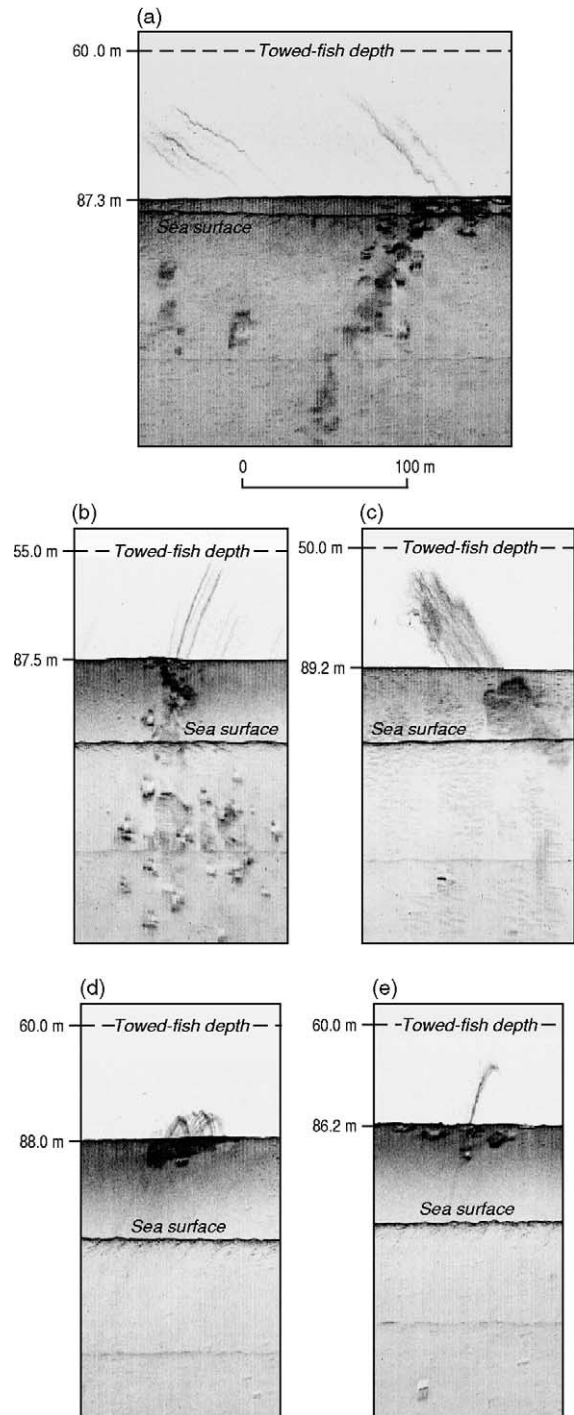 (a)
60 .0 m
Towed-fish depth
87.3 m
Sea surface
0 100 m
(b)
55.0 m
Towed-fish depth
87.5 m
Sea surface
(c)
50.0 m
Towed-fish depth
89.2 m
Sea surface
(d)
60.0 m
Towed-fish depth
88.0 m
Sea surface
(e)
60.0 m
Towed-fish depth
86.2 m
Sea surface